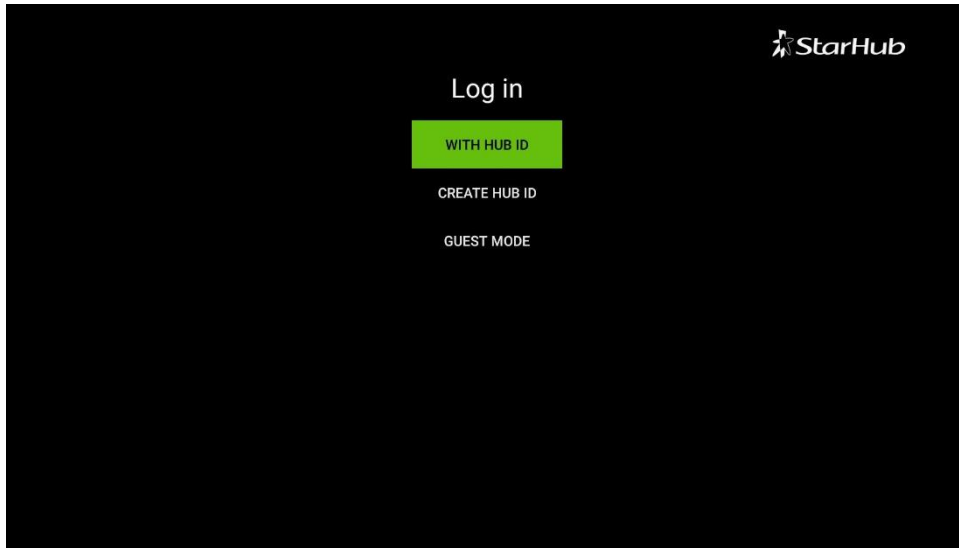 StarHub
Log in
WITH HUB ID
CREATE HUB ID
GUEST MODE